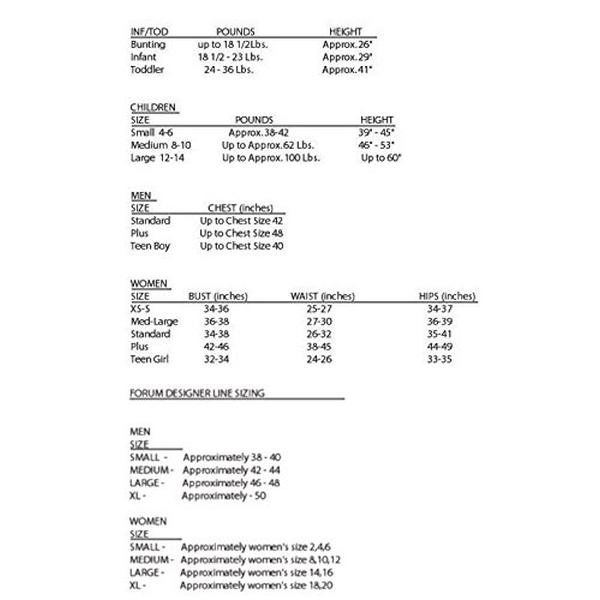 INF/TOD POUNDS HEIGHT
Bunting up to 18 1/2Lbs. Approx.26"
Infant 18 1/2 - 23 Lbs. Approx.29"
Toddler 24 - 36 Lbs. Approx.41"
CHILDREN
SIZE POUNDS HEIGHT
Small 4-6 Approx.38-42 39" - 45"
Medium 8-10 Up to Approx.62 Lbs. 46" - 53"
Large 12-14 Up to Approx.100 Lbs. Up to 60"
MEN
SIZE CHEST (inches)
Standard Up to Chest Size 42
Plus Up to Chest Size 48
Teen Boy Up to Chest Size 40
WOMEN
SIZE BUST (inches) WAIST (inches) HIPS (inches)
XS-S 34-36 25-27 34-37
Med-Large 36-38 27-30 36-39
Standard 34-38 26-32 35-41
Plus 42-46 38-45 44-49
Teen Girl 32-34 24-26 33-35
FORUM DESIGNER LINE SIZING
MEN
SIZE
SMALL - Approximately 38 - 40
MEDIUM - Approximately 42 - 44
LARGE - Approximately 46 - 48
XL - Approximately - 50
WOMEN
SIZE
SMALL - Approximately women's size 2,4,6
MEDIUM - Approximately women's size 8,10,12
LARGE - Approximately women's size 14,16
XL - Approximately women's size 18,20